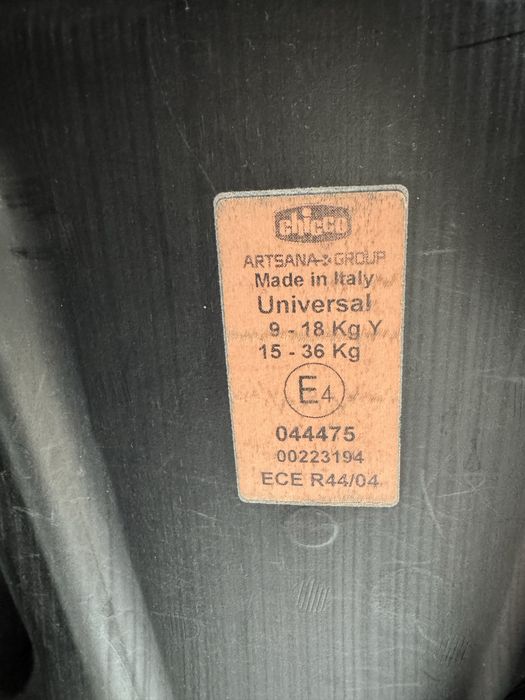 chicco
ARTSANA GROUP
Made in Italy
Universal
9 - 18 Kg Y
15 - 36 Kg
E4
044475
00223194
ECE R44/04